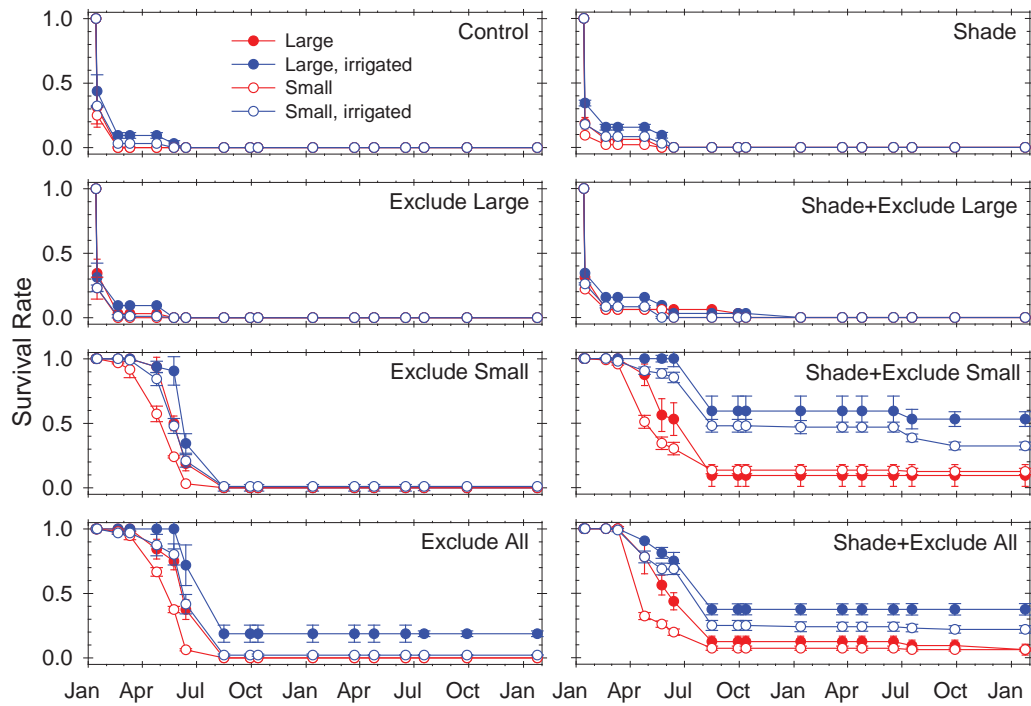 1.0
0.5
0.0
Control
Large
Large, irrigated
Small
Small, irrigated
Shade
1.0
0.5
0.0
Exclude Large
Shade+Exclude Large
1.0
0.5
0.0
Exclude Small
Shade+Exclude Small
1.0
0.5
0.0
Exclude All
Shade+Exclude All
Survival Rate
Jan Apr Jul Oct Jan Apr Jul Oct Jan
Jan Apr Jul Oct Jan Apr Jul Oct Jan